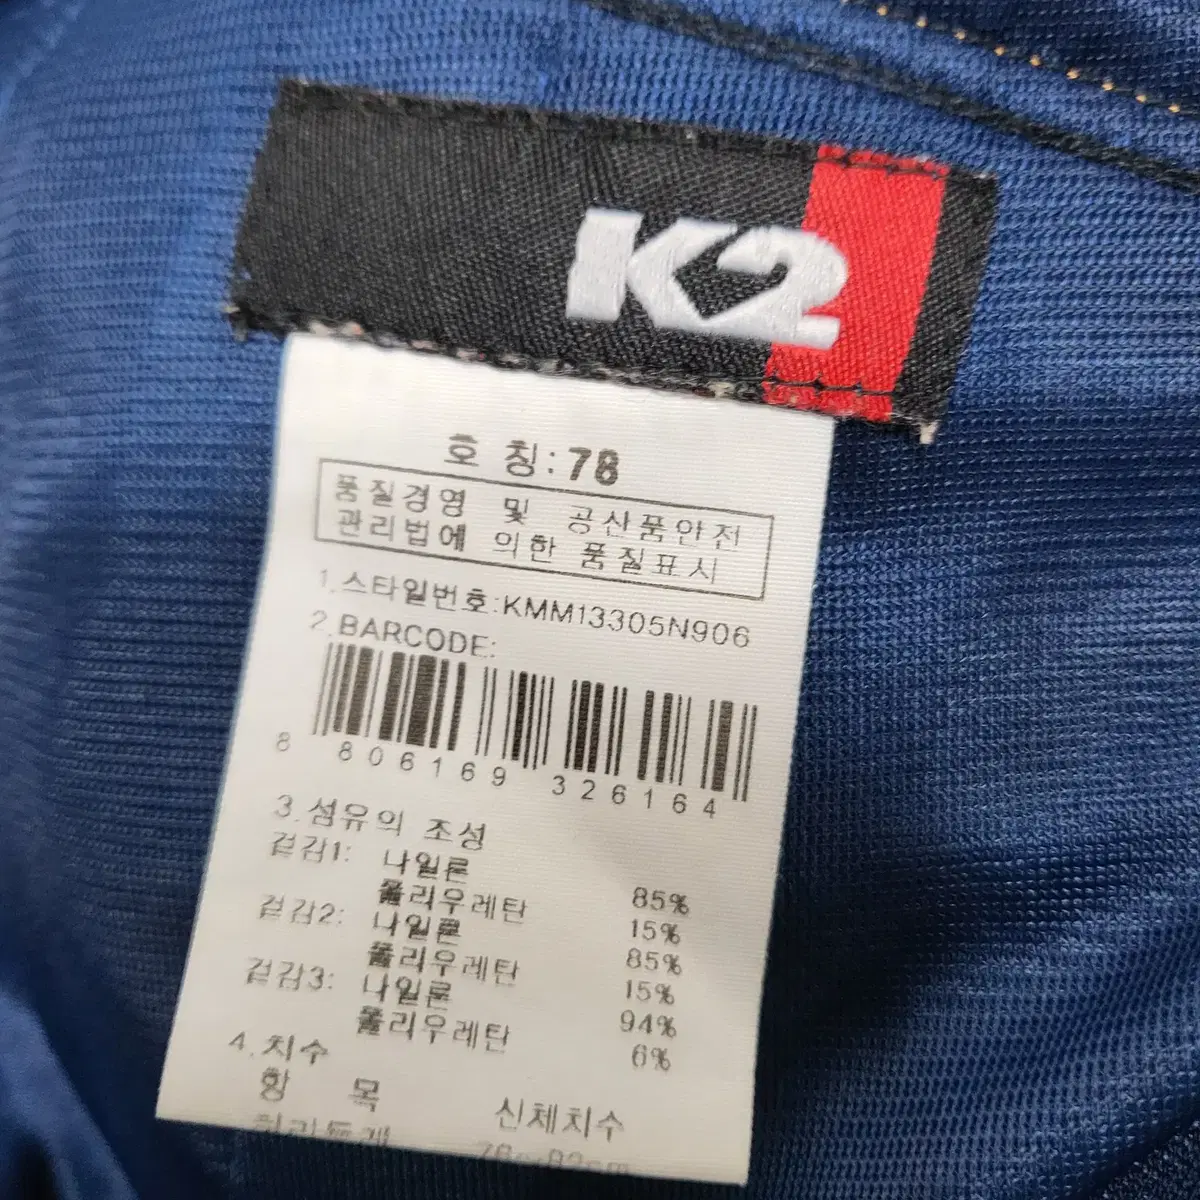 K2
호 칭:78
품질경영 및 공산품안전
관리법에 의한 품질표시
1.스타일번호:KMM13305N906
2.BARCODE:
8 806169 326164
3.섬유의 조성
겉감1: 나일론 85%
폴리우레탄 15%
겉감2: 나일론 85%
폴리우레탄 15%
겉감3: 나일론 94%
폴리우레탄 6%
4.치수
항 목 신체치수
허리둘레